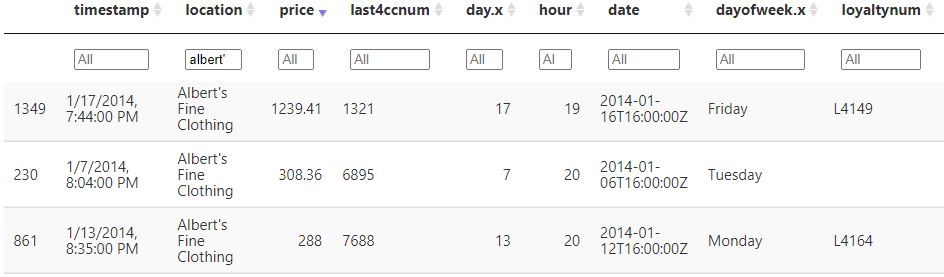 timestamp location price last4ccnum day.x hour date dayofweek.x loyaltynum
All albert' All All All Al All All All
1349 1/17/2014, 7:44:00 PM Albert's Fine Clothing 1239.41 1321 17 19 2014-01-16T16:00:00Z Friday L4149
230 1/7/2014, 8:04:00 PM Albert's Fine Clothing 308.36 6895 7 20 2014-01-06T16:00:00Z Tuesday
861 1/13/2014, 8:35:00 PM Albert's Fine Clothing 288 7688 13 20 2014-01-12T16:00:00Z Monday L4164